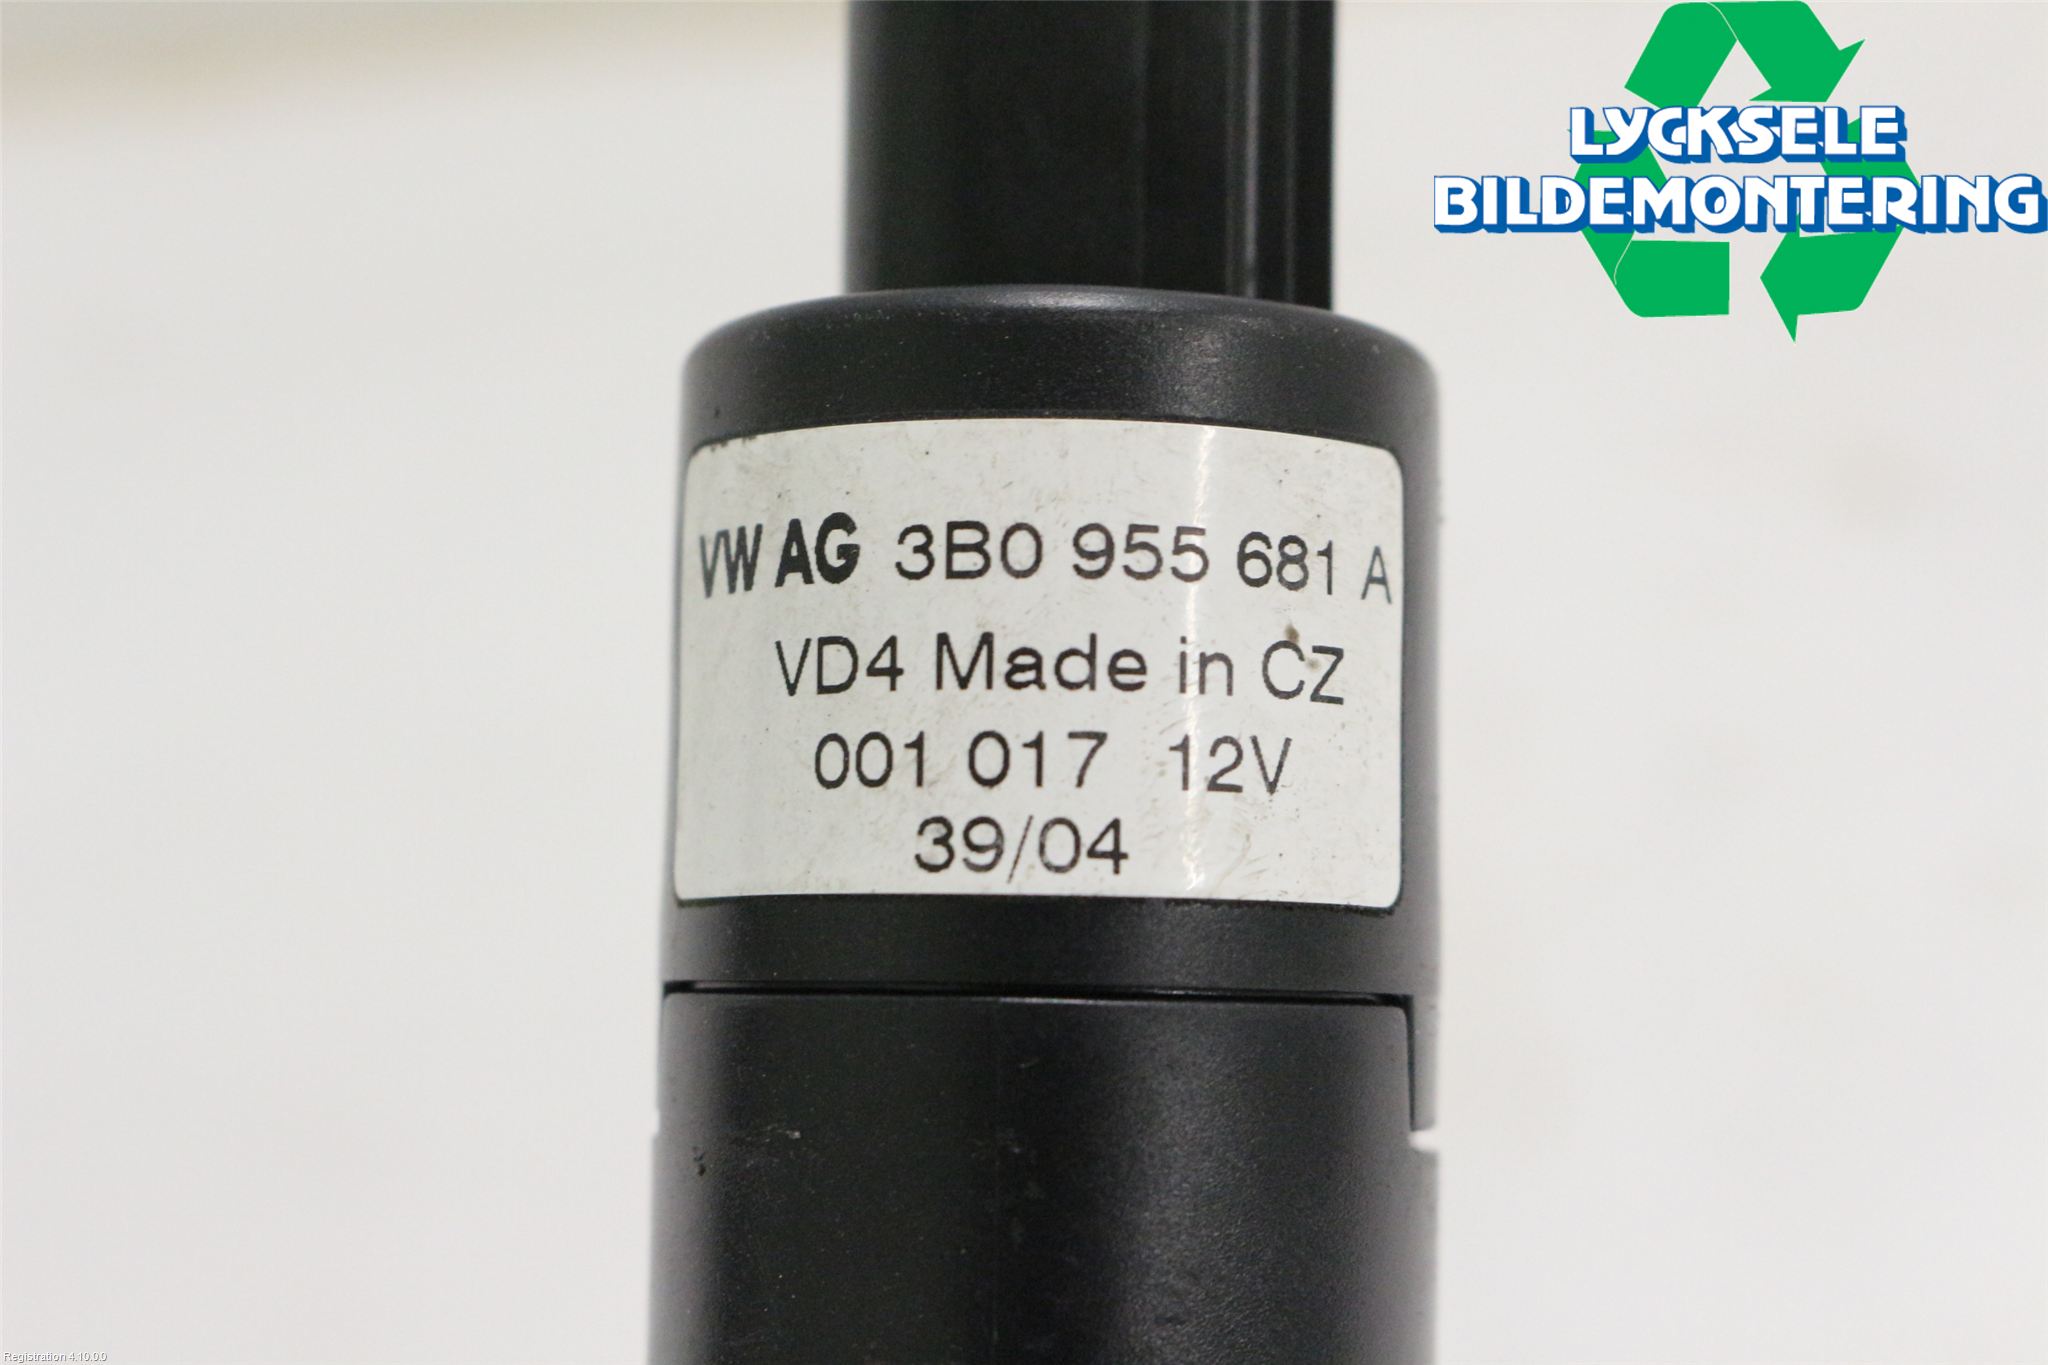 LYCKSELE
BILDEMONTERING
VW AG 3B0 955 681 A
VD4 Made in CZ
001 017 12V
39/04
Registration 4.10.0.0